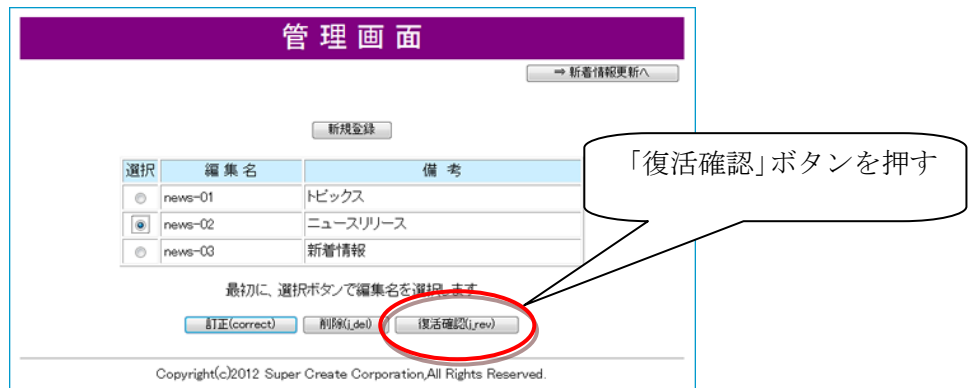 管理画面
⇒ 新着情報更新へ
新規登録
「復活確認」ボタンを押す
選択 編集名 備考
news-01 トピックス
news-02 ニュースリリース
news-03 新着情報
最初に、選択ボタンで編集名を選択します
訂正(correct) 削除(j_del) 復活確認(j_rev)
Copyright(c)2012 Super Create Corporation,All Rights Reserved.